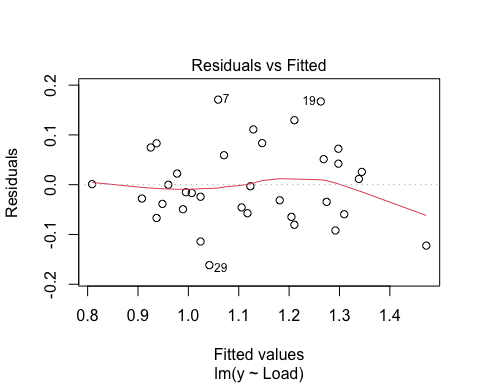 Residuals vs Fitted
Residuals
0.2
0.1
0.0
-0.1
-0.2
7
19
29
0.8 0.9 1.0 1.1 1.2 1.3 1.4
Fitted values
lm(y ~ Load)